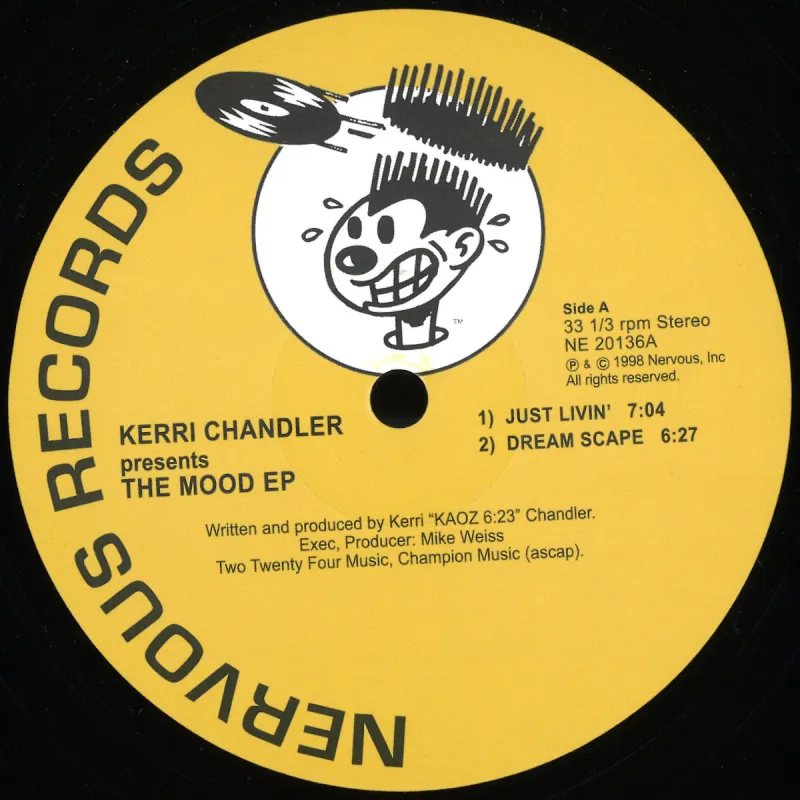 NERVOUS RECORDS
TM
Side A
33 1/3 rpm Stereo
NE 20136A
℗ & © 1998 Nervous, Inc
All rights reserved.
KERRI CHANDLER
presents
THE MOOD EP
1) JUST LIVIN' 7:04
2) DREAM SCAPE 6:27
Written and produced by Kerri "KAOZ 6:23" Chandler.
Exec, Producer: Mike Weiss
Two Twenty Four Music, Champion Music (ascap).